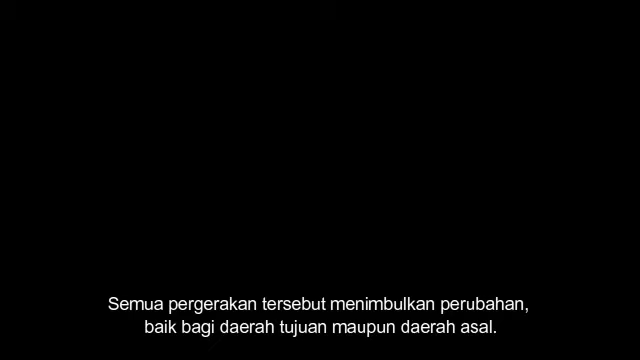 Semua pergerakan tersebut menimbulkan perubahan,
baik bagi daerah tujuan maupun daerah asal.